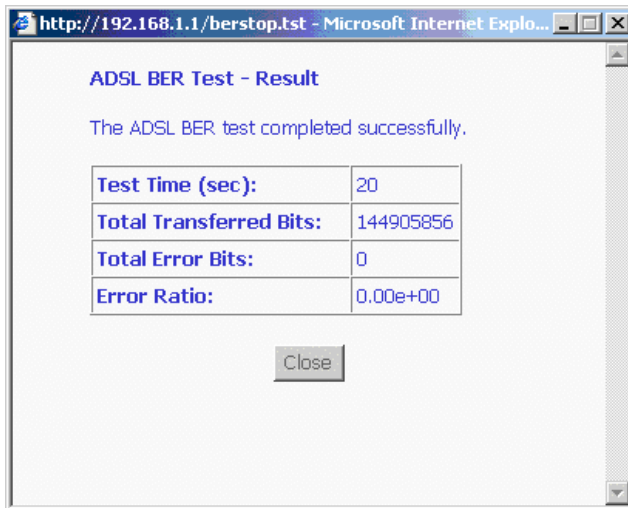 http://192.168.1.1/berstop.tst - Microsoft Internet Explo...
ADSL BER Test - Result
The ADSL BER test completed successfully.
Test Time (sec): 20
Total Transferred Bits: 144905856
Total Error Bits: 0
Error Ratio: 0.00e+00
Close